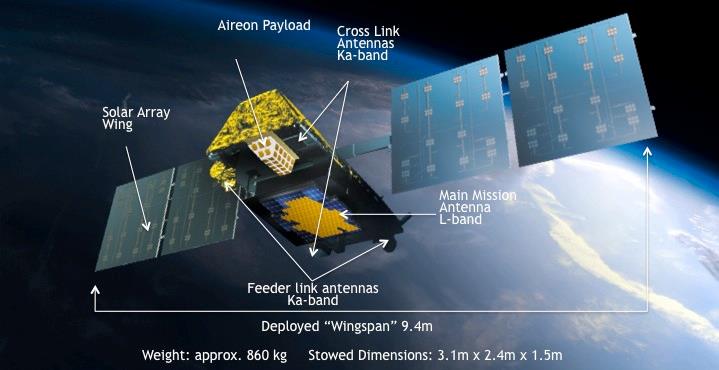 Aireon Payload
Cross Link
Antennas
Ka-band
Solar Array
Wing
Main Mission
Antenna
L-band
Feeder link antennas
Ka-band
Deployed “Wingspan” 9.4m
Weight: approx. 860 kg Stowed Dimensions: 3.1m x 2.4m x 1.5m